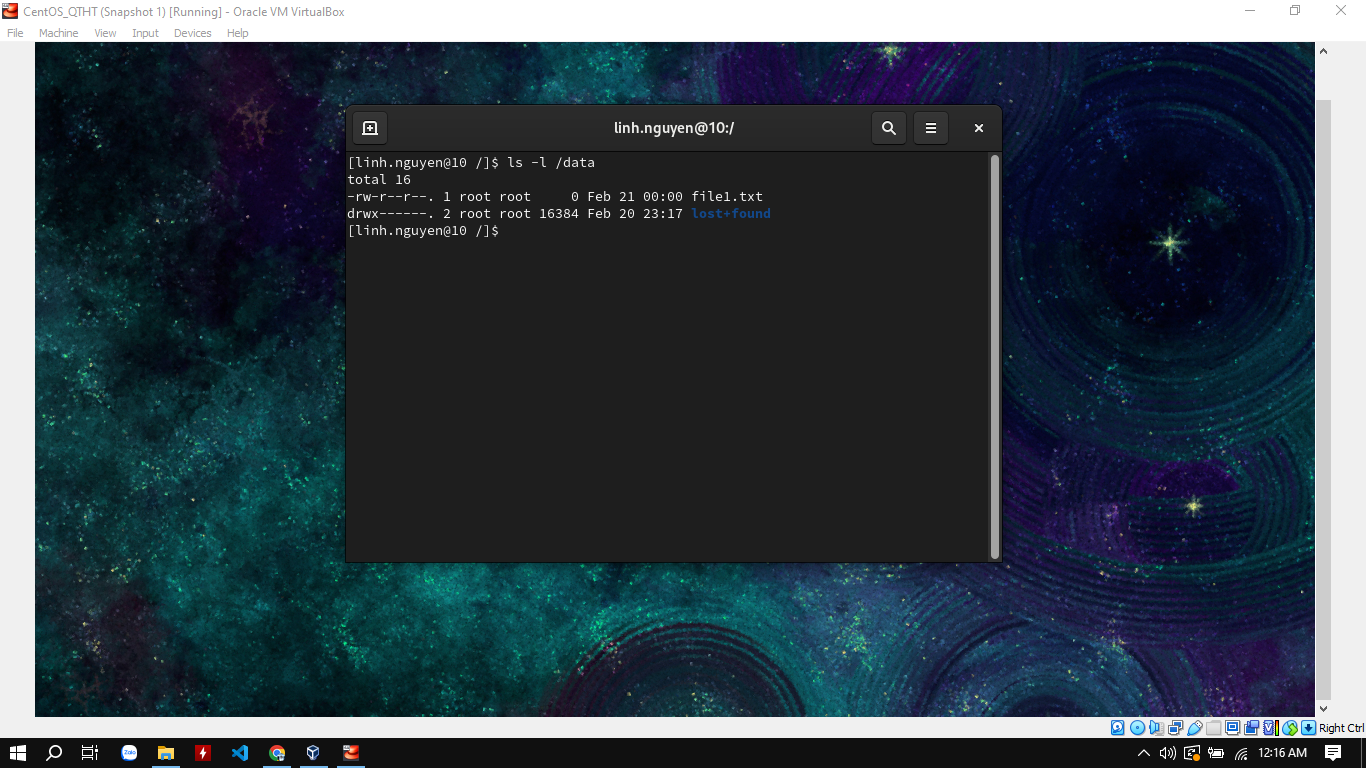 CentOS_QTHT (Snapshot 1) [Running] - Oracle VM VirtualBox
File Machine View Input Devices Help
linh.nguyen@10:/
[linh.nguyen@10 /]$ ls -l /data
total 16
-rw-r--r--. 1 root root     0 Feb 21 00:00 file1.txt
drwx------. 2 root root 16384 Feb 20 23:17 lost+found
[linh.nguyen@10 /]$
Right Ctrl
Zalo
12:16 AM